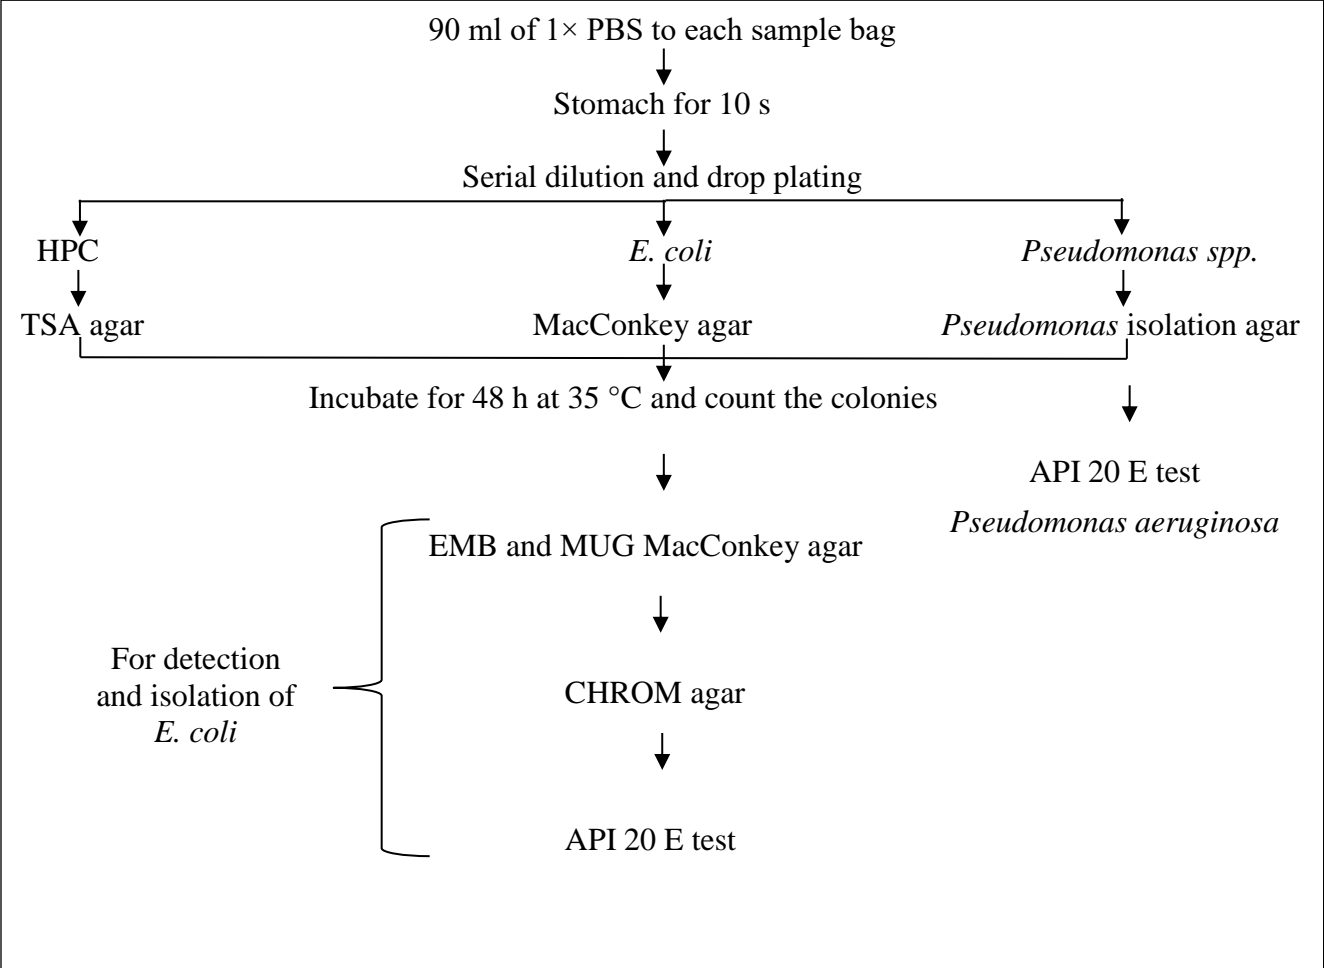 90 ml of 1× PBS to each sample bag
Stomach for 10 s
Serial dilution and drop plating
HPC
E. coli
Pseudomonas spp.
TSA agar
MacConkey agar
Pseudomonas isolation agar
Incubate for 48 h at 35 °C and count the colonies
API 20 E test
Pseudomonas aeruginosa
EMB and MUG MacConkey agar
For detection
and isolation of
E. coli
CHROM agar
API 20 E test